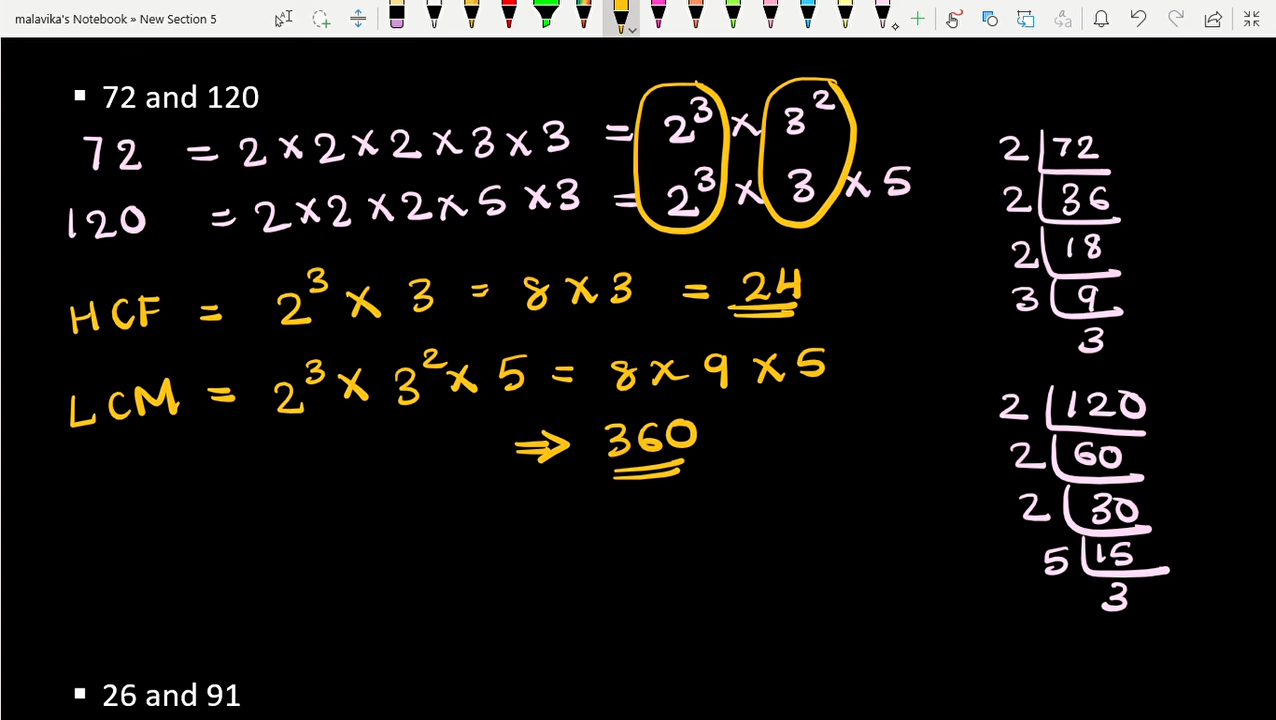 malavika's Notebook » New Section 5
▪ 72 and 120
72 = 2 × 2 × 2 × 3 × 3 = 2³ × 3²
120 = 2 × 2 × 2 × 5 × 3 = 2³ × 3 × 5
HCF = 2³ × 3 = 8 × 3 = 24
LCM = 2³ × 3² × 5 = 8 × 9 × 5
⇒ 360
2 | 72
2 | 36
2 | 18
3 | 9
3
2 | 120
2 | 60
2 | 30
5 | 15
3
▪ 26 and 91